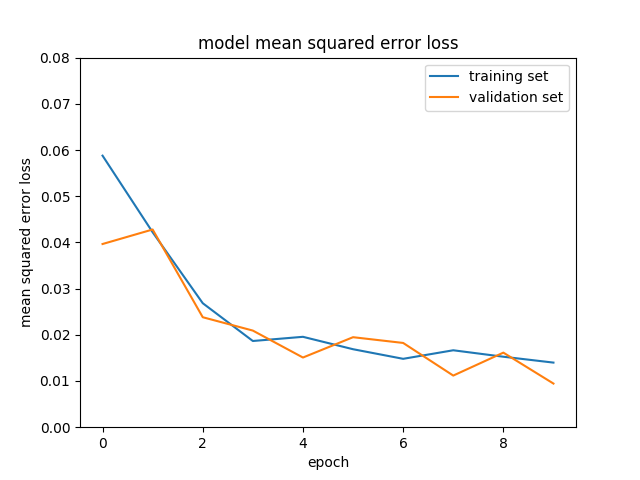 model mean squared error loss
training set
validation set
0.08
0.07
0.06
0.05
0.04
0.03
0.02
0.01
0.00
mean squared error loss
0 2 4 6 8
epoch